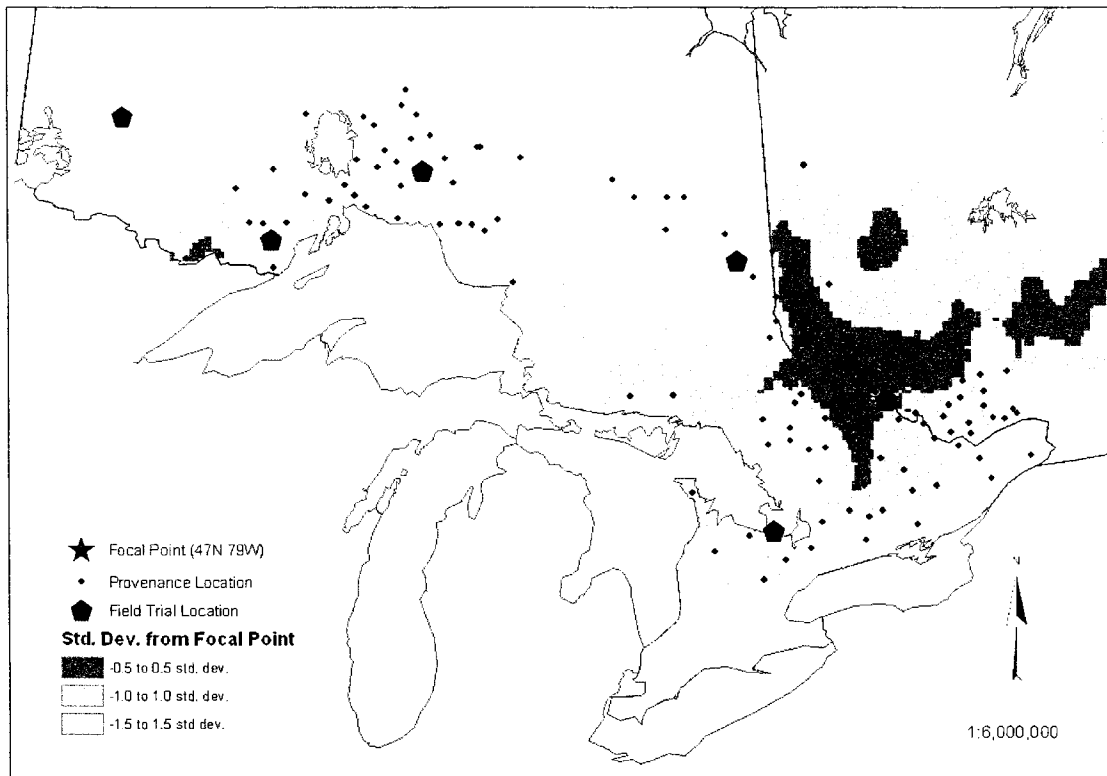 Focal Point (47N 79W)
Provenance Location
Field Trial Location
Std. Dev. from Focal Point
-0.5 to 0.5 std. dev.
-1.0 to 1.0 std. dev.
-1.5 to 1.5 std dev.
1:6,000,000